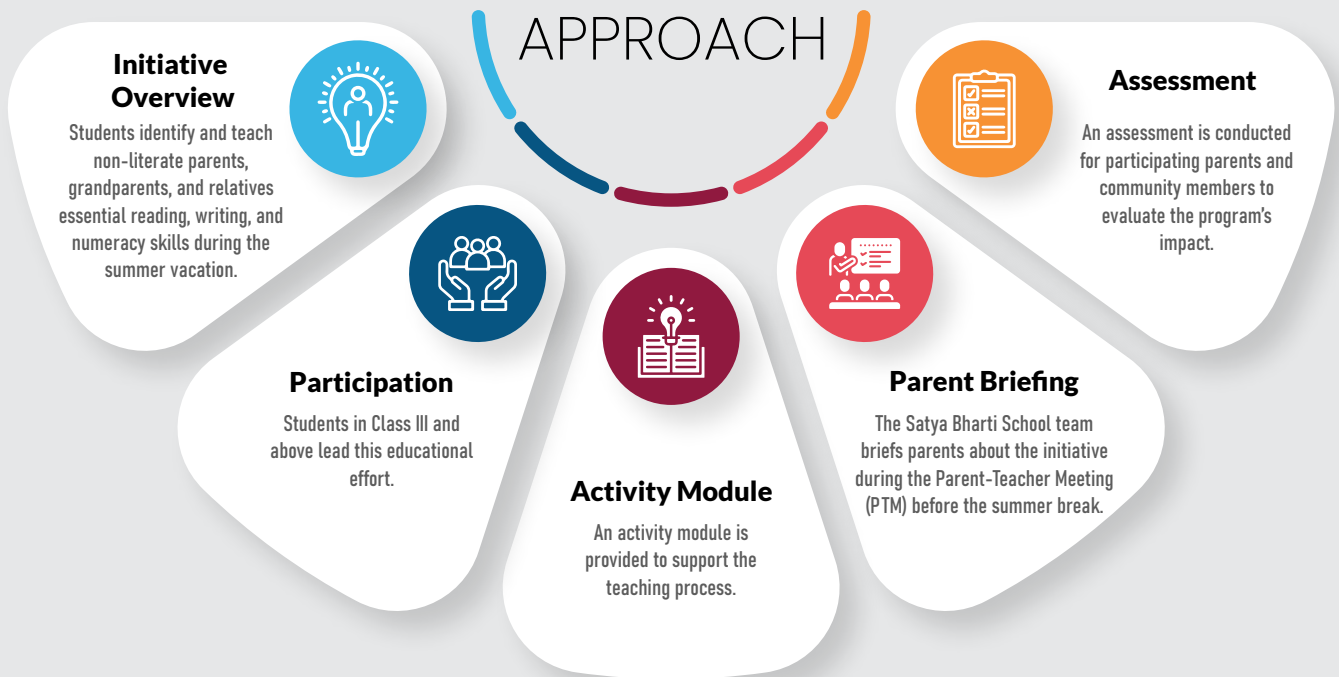 APPROACH
Initiative
Overview
Students identify and teach
non-literate parents,
grandparents, and relatives
essential reading, writing, and
numeracy skills during the
summer vacation.
Participation
Students in Class III and
above lead this educational
effort.
Activity Module
An activity module is
provided to support the
teaching process.
Parent Briefing
The Satya Bharti School team
briefs parents about the initiative
during the Parent-Teacher Meeting
(PTM) before the summer break.
Assessment
An assessment is conducted
for participating parents and
community members to
evaluate the program's
impact.